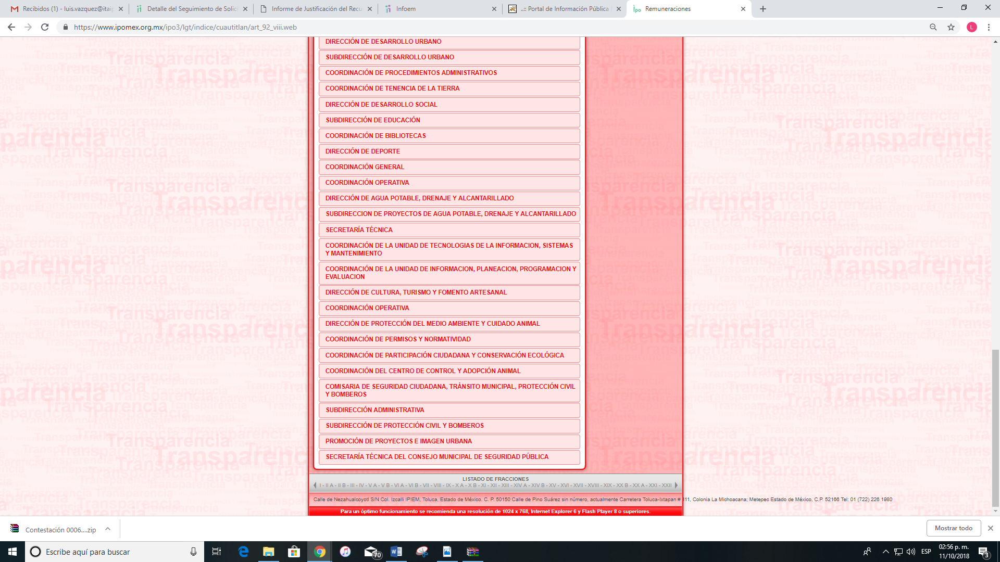 Recibidos (1) - luis.vazquez@itaip
Detalle del Seguimiento de Solici
Informe de Justificación del Recu
Infoem
..:: Portal de Información Pública
Remuneraciones
https://www.ipomex.org.mx/ipo3/lgt/indice/cuautitlan/art_92_viii.web
L
DIRECCIÓN DE DESARROLLO URBANO
SUBDIRECCIÓN DE DESARROLLO URBANO
COORDINACIÓN DE PROCEDIMIENTOS ADMINISTRATIVOS
COORDINACIÓN DE TENENCIA DE LA TIERRA
DIRECCIÓN DE DESARROLLO SOCIAL
SUBDIRECCIÓN DE EDUCACIÓN
COORDINACIÓN DE BIBLIOTECAS
DIRECCIÓN DE DEPORTE
COORDINACIÓN GENERAL
COORDINACIÓN OPERATIVA
DIRECCIÓN DE AGUA POTABLE, DRENAJE Y ALCANTARILLADO
SUBDIRECCION DE PROYECTOS DE AGUA POTABLE, DRENAJE Y ALCANTARILLADO
SECRETARÍA TÉCNICA
COORDINACIÓN DE LA UNIDAD DE TECNOLOGIAS DE LA INFORMACION, SISTEMAS
Y MANTENIMIENTO
COORDINACIÓN DE LA UNIDAD DE INFORMACION, PLANEACION, PROGRAMACION Y
EVALUACION
DIRECCIÓN DE CULTURA, TURISMO Y FOMENTO ARTESANAL
COORDINACIÓN OPERATIVA
DIRECCIÓN DE PROTECCIÓN DEL MEDIO AMBIENTE Y CUIDADO ANIMAL
COORDINACIÓN DE PERMISOS Y NORMATIVIDAD
COORDINACIÓN DE PARTICIPACIÓN CIUDADANA Y CONSERVACIÓN ECOLÓGICA
COORDINACIÓN DEL CENTRO DE CONTROL Y ADOPCIÓN ANIMAL
COMISARIA DE SEGURIDAD CIUDADANA, TRÁNSITO MUNICIPAL, PROTECCIÓN CIVIL
Y BOMBEROS
SUBDIRECCIÓN ADMINISTRATIVA
SUBDIRECCIÓN DE PROTECCIÓN CIVIL Y BOMBEROS
PROMOCIÓN DE PROYECTOS E IMAGEN URBANA
SECRETARÍA TÉCNICA DEL CONSEJO MUNICIPAL DE SEGURIDAD PÚBLICA
LISTADO DE FRACCIONES
I - II A - II B - III - IV - V A - V B - VI A - VI B - VII - VIII - IX - X A - X B - XI - XII - XIII - XIV A - XIV B - XV - XVI - XVII - XVIII - XIX - XX B - XX A - XXI - XXII
Calle de Nezahualcoyotl S/N Col. Izcalli IPIEM, Toluca, Estado de México. C. P. 50150 Calle de Pino Suárez sin número, actualmente Carretera Toluca-Ixtapan # 111, Colonia La Michoacana; Metepec Estado de México, C.P. 52166 Tel: 01 (722) 226 1980
Para un óptimo funcionamiento se recomienda una resolución de 1024 x 768, Internet Explorer 6 y Flash Player 8 o superiores.
Contestación 0006....zip
Mostrar todo
Escribe aquí para buscar
70
ESP
02:56 p. m.
11/10/2018
3